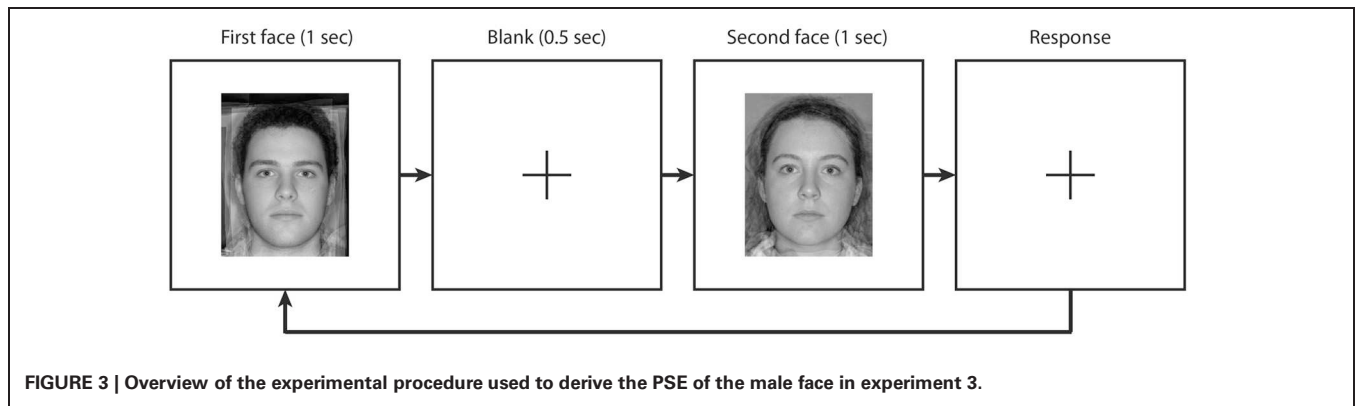 First face (1 sec)
Blank (0.5 sec)
Second face (1 sec)
Response
FIGURE 3 | Overview of the experimental procedure used to derive the PSE of the male face in experiment 3.